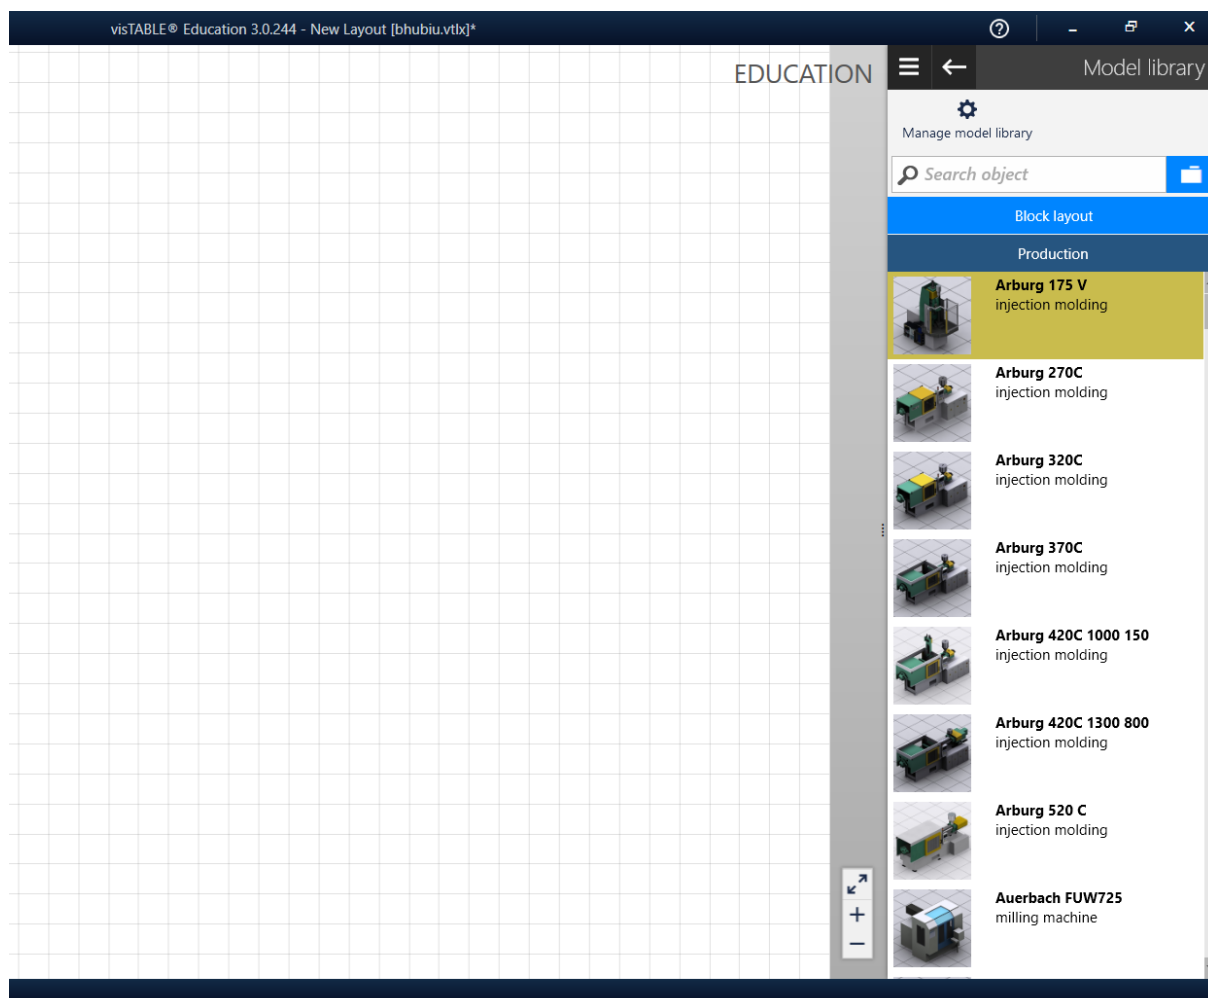 visTABLE® Education 3.0.244 - New Layout [bhubiu.vtlx]*
EDUCATION
Model library
Manage model library
Search object
Block layout
Production
Arburg 175 V
injection molding
Arburg 270C
injection molding
Arburg 320C
injection molding
Arburg 370C
injection molding
Arburg 420C 1000 150
injection molding
Arburg 420C 1300 800
injection molding
Arburg 520 C
injection molding
Auerbach FUW725
milling machine